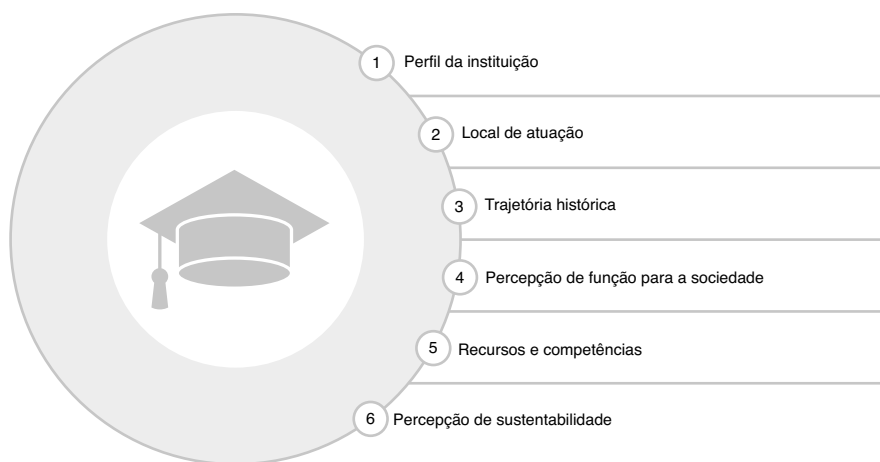 1 Perfil da instituição
2 Local de atuação
3 Trajetória histórica
4 Percepção de função para a sociedade
5 Recursos e competências
6 Percepção de sustentabilidade